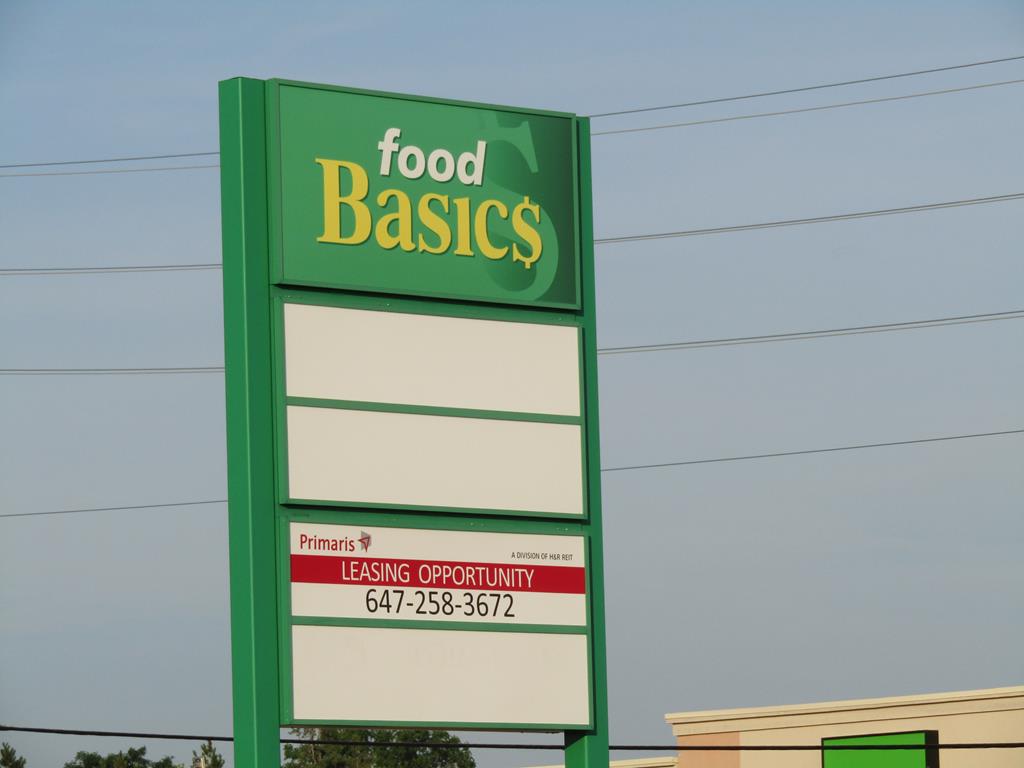 food
Basic$
Primaris
A DIVISION OF H&R REIT
LEASING OPPORTUNITY
647-258-3672